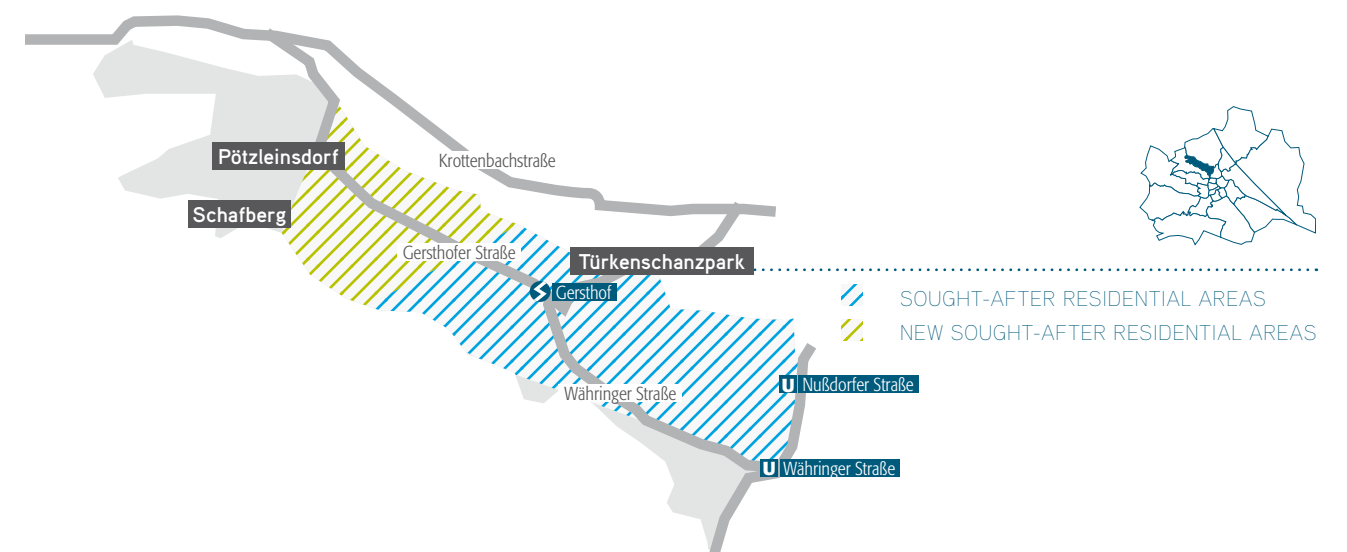 Pötzleinsdorf
Krottenbachstraße
Schafberg
Gersthofer Straße
Türkenschanzpark
Gersthof
SOUGHT-AFTER RESIDENTIAL AREAS
NEW SOUGHT-AFTER RESIDENTIAL AREAS
U Nußdorfer Straße
Währinger Straße
U Währinger Straße